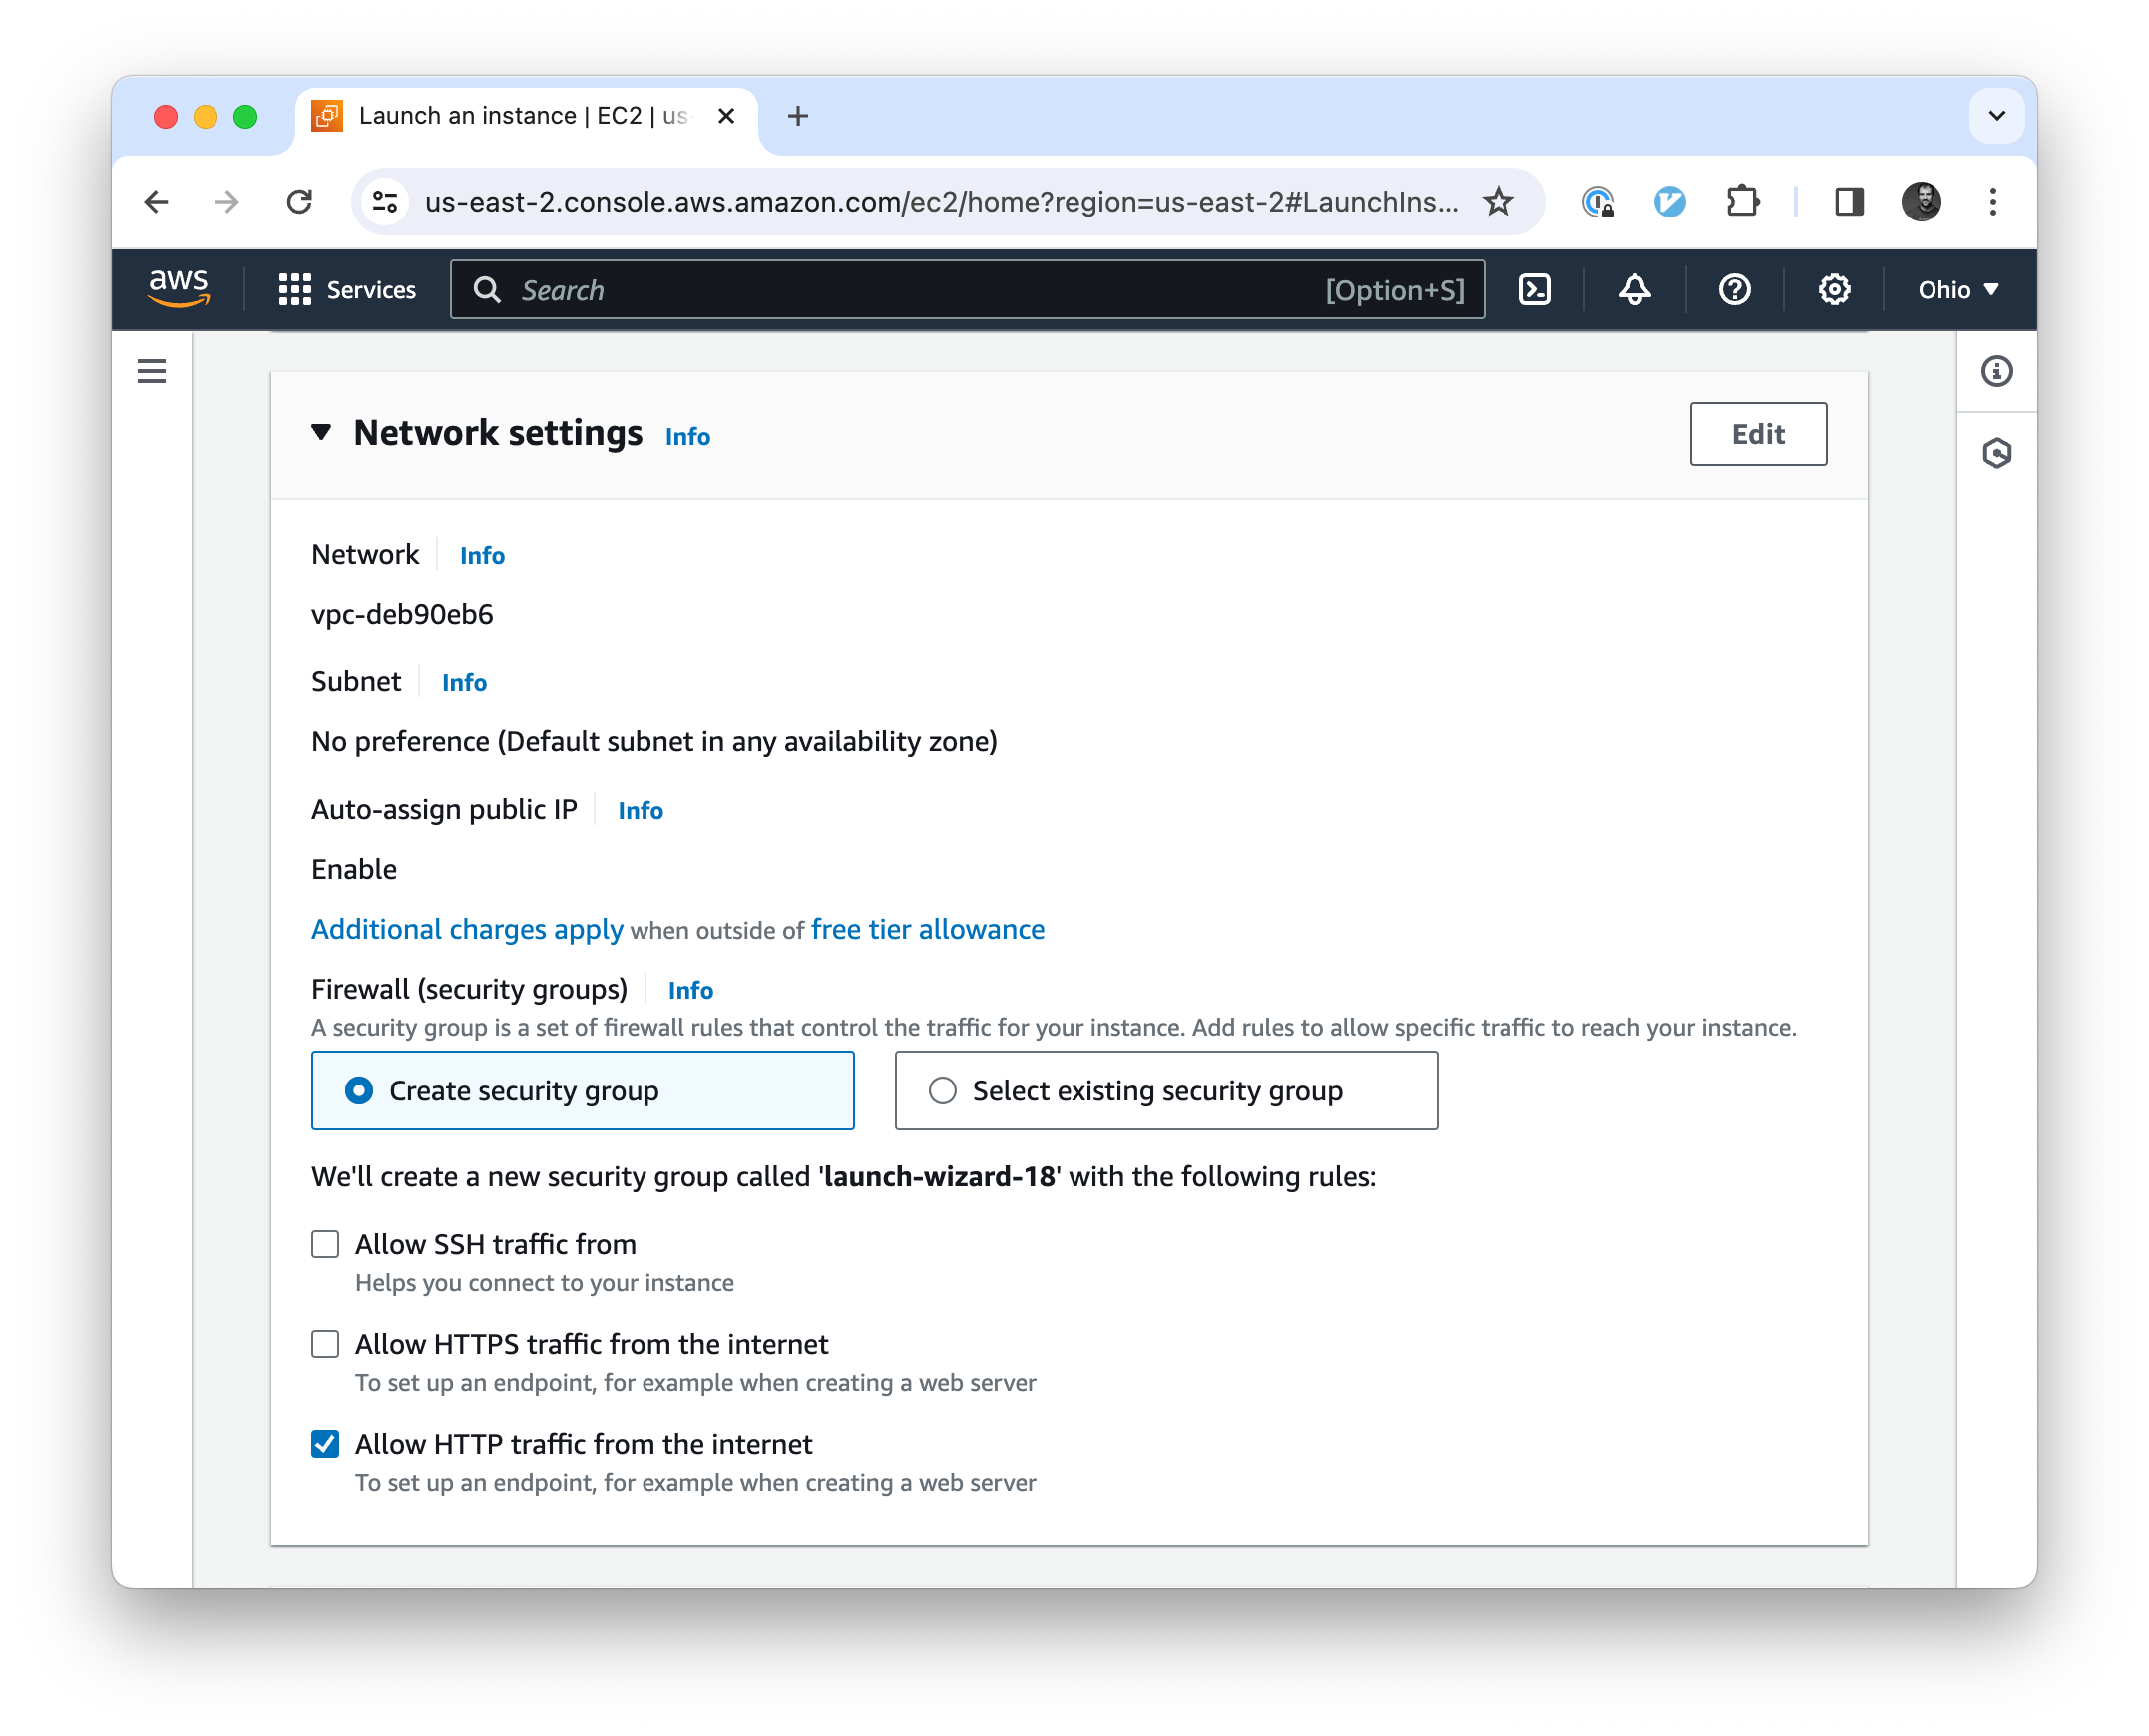 Launch an instance | EC2 | us-
us-east-2.console.aws.amazon.com/ec2/home?region=us-east-2#LaunchIns...
aws
Services
Search
[Option+S]
Ohio
Network settings Info
Edit
Network Info
vpc-deb90eb6
Subnet Info
No preference (Default subnet in any availability zone)
Auto-assign public IP Info
Enable
Additional charges apply when outside of free tier allowance
Firewall (security groups) Info
A security group is a set of firewall rules that control the traffic for your instance. Add rules to allow specific traffic to reach your instance.
Create security group
Select existing security group
We'll create a new security group called 'launch-wizard-18' with the following rules:
Allow SSH traffic from
Helps you connect to your instance
Allow HTTPS traffic from the internet
To set up an endpoint, for example when creating a web server
Allow HTTP traffic from the internet
To set up an endpoint, for example when creating a web server